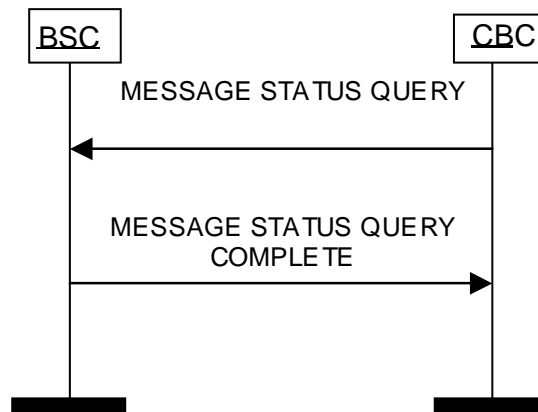 BSC
CBC
MESSAGE STATUS QUERY
MESSAGE STATUS QUERY
COMPLETE